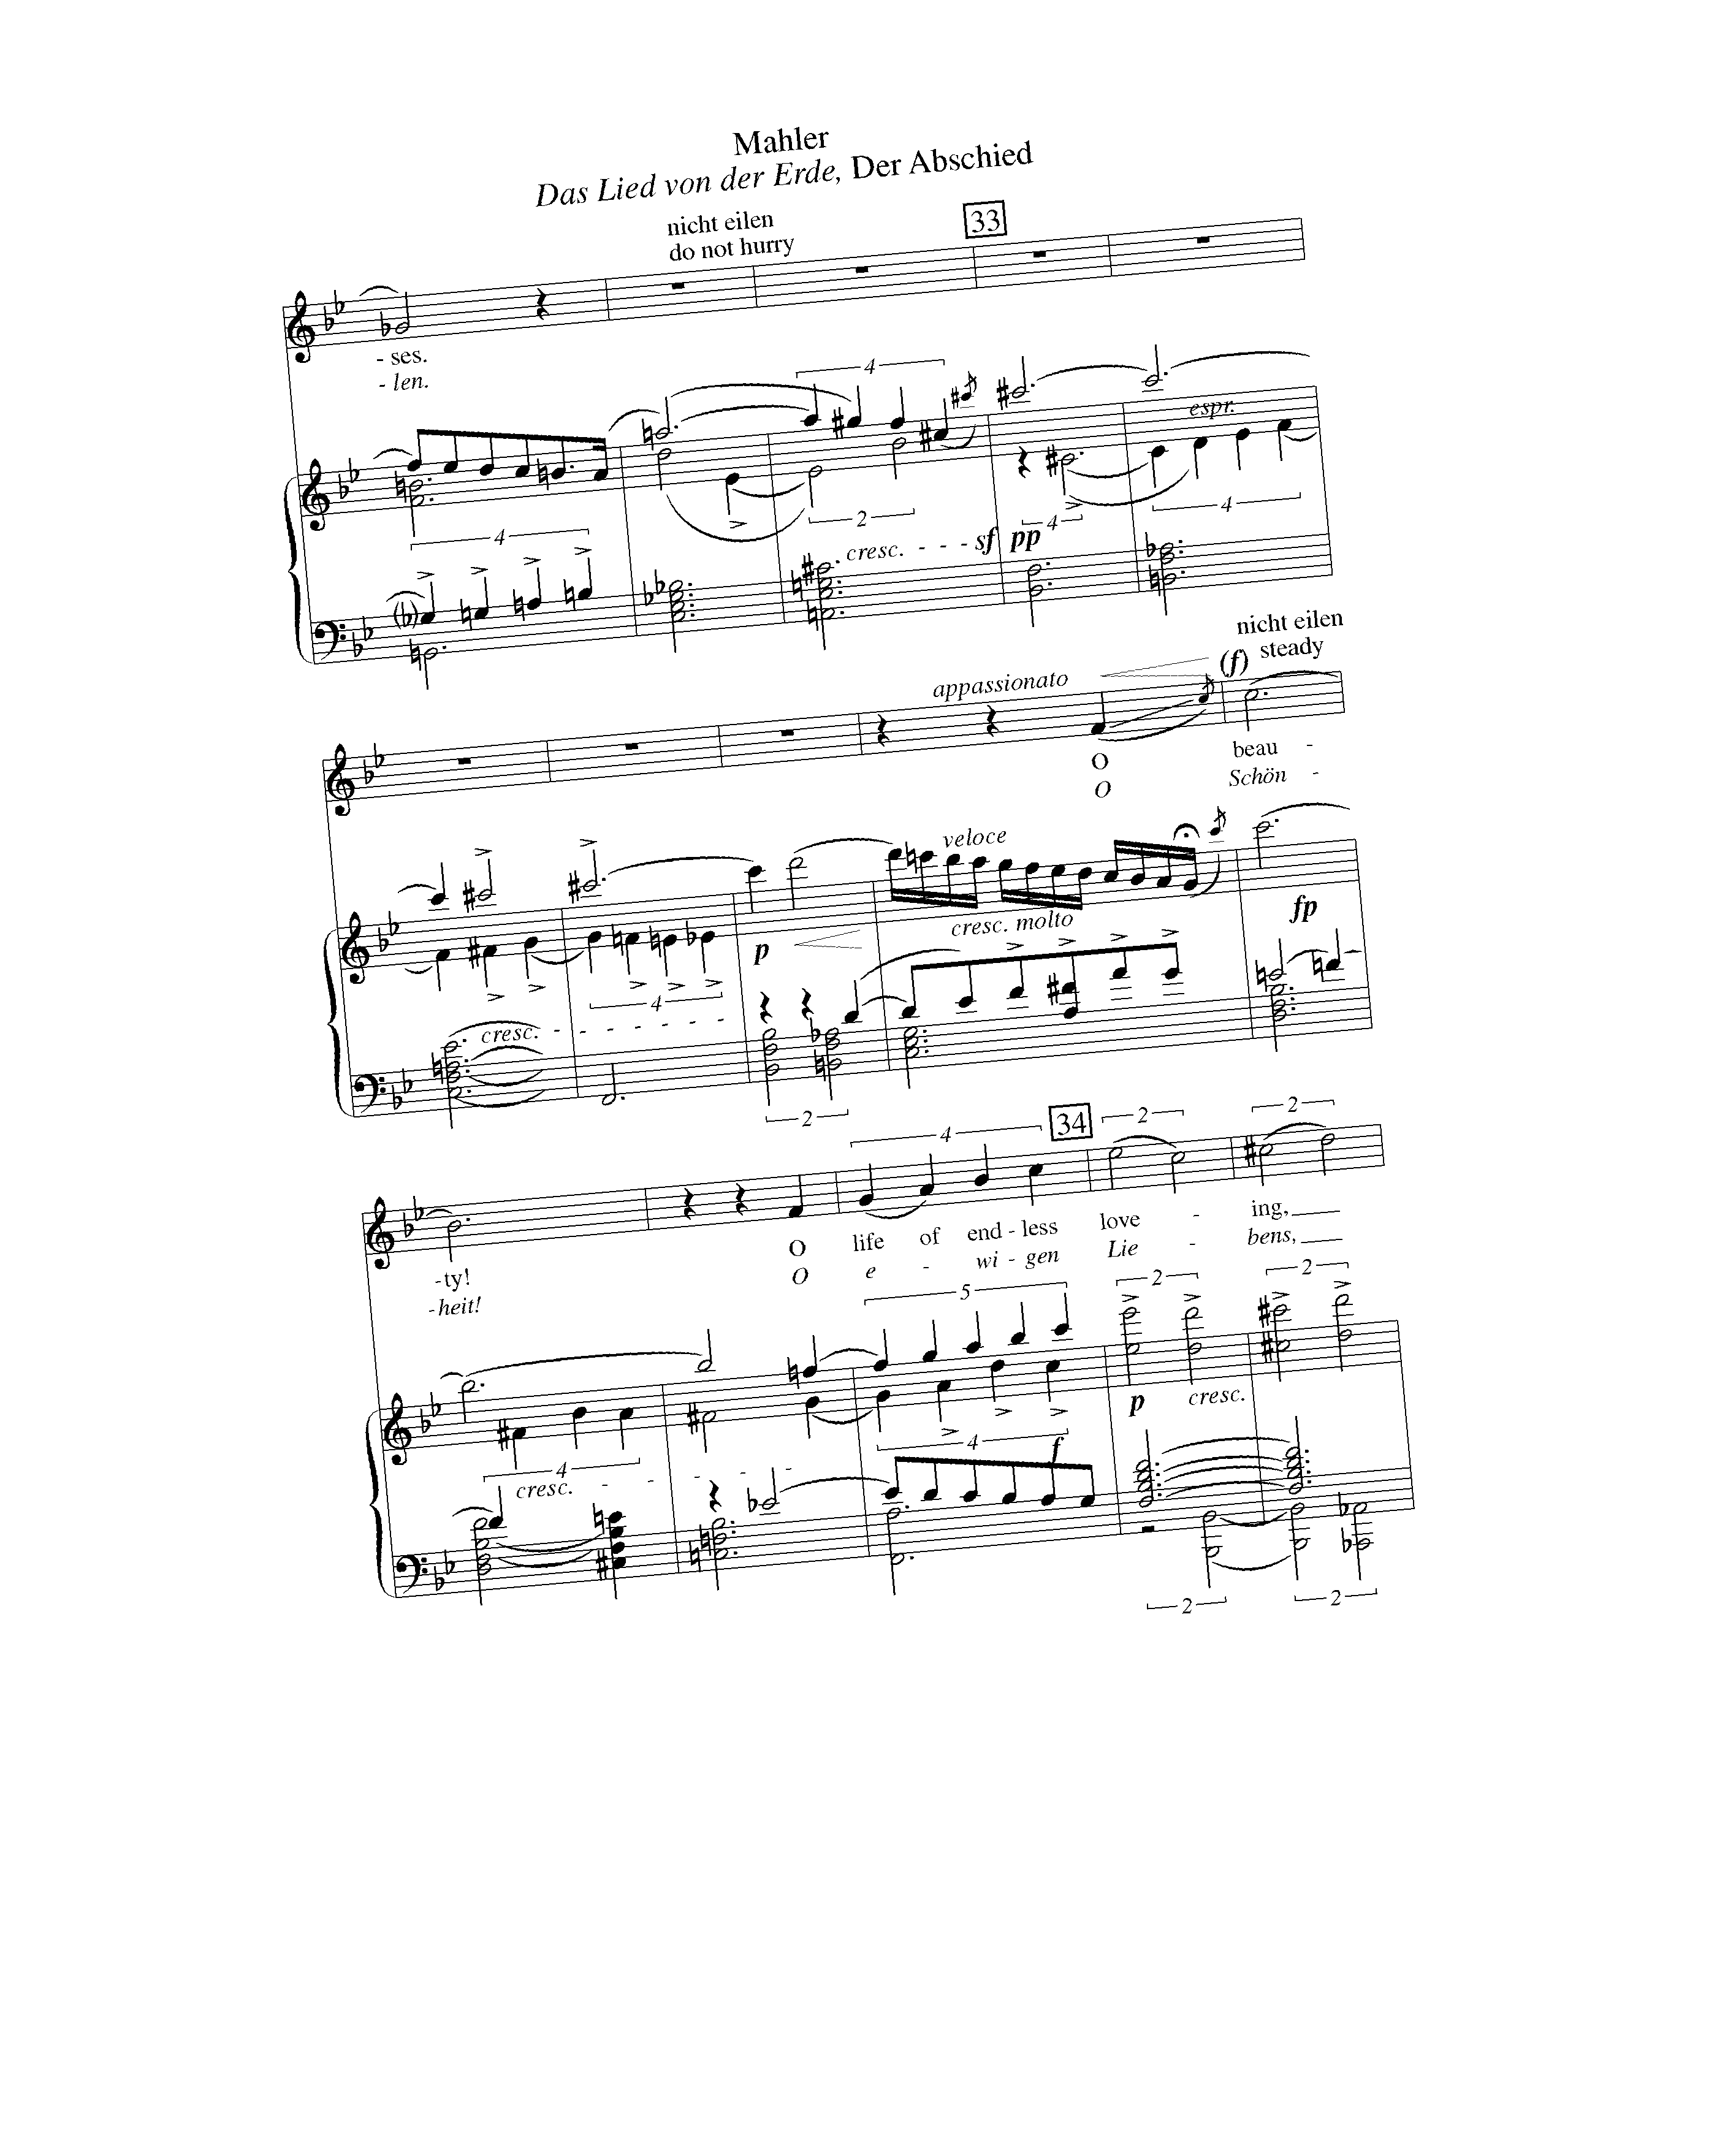 Mahler
Das Lied von der Erde, Der Abschied
nicht eilen
do not hurry
33
- ses.
- len.
4
espr.
4
2
4
4
cresc. - - - sf pp
nicht eilen
steady
appassionato
(f)
O beau -
O Schön -
veloce
cresc. molto
p
fp
4
cresc. - - - - - - -
2
4
34
2
2
O life of end - less love - ing,
O e - wi - gen Lie - bens,
-ty!
-heit!
5
2
2
p cresc.
4
cresc. - - - - -
4
f
2
2